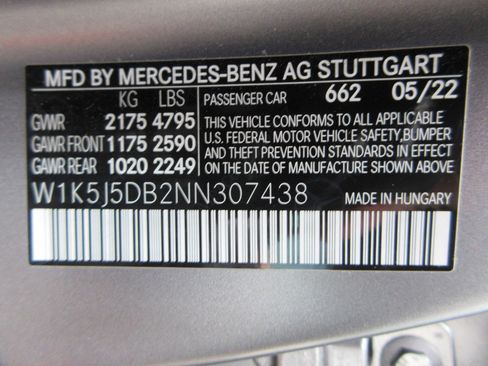 MFD BY MERCEDES-BENZ AG STUTTGART
KG LBS
GVWR 2175 4795
GAWR FRONT 1175 2590
GAWR REAR 1020 2249
PASSENGER CAR 662 05/22
THIS VEHICLE CONFORMS TO ALL APPLICABLE
U.S. FEDERAL MOTOR VEHICLE SAFETY, BUMPER
AND THEFT PREVENTION STANDARDS IN EFFECT
ON THE DATE OF MANUFACTURE SHOWN ABOVE
W1K5J5DB2NN307438
MADE IN HUNGARY